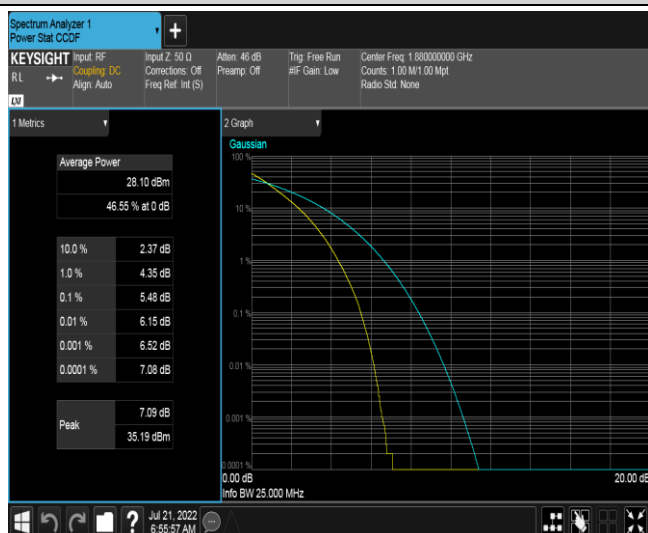 Spectrum Analyzer 1
Power Stat CCDF
+
KEYSIGHT
RL
LXI
Input: RF
Coupling: DC
Align: Auto
Input Z: 50 Ω
Corrections: Off
Freq Ref: Int (S)
Atten: 46 dB
Preamp: Off
Trig: Free Run
#IF Gain: Low
Center Freq: 1.880000000 GHz
Counts: 1.00 M/1.00 Mpt
Radio Std: None
1 Metrics
Average Power
28.10 dBm
46.55 % at 0 dB
10.0 % 2.37 dB
1.0 % 4.35 dB
0.1 % 5.48 dB
0.01 % 6.15 dB
0.001 % 6.52 dB
0.0001 % 7.08 dB
Peak
7.09 dB
35.19 dBm
2 Graph
Gaussian
100 %
10 %
1 %
0.1 %
0.01 %
0.001 %
0.0001 %
0.00 dB
20.00 dB
Info BW 25.000 MHz
?
Jul 21, 2022
6:55:57 AM